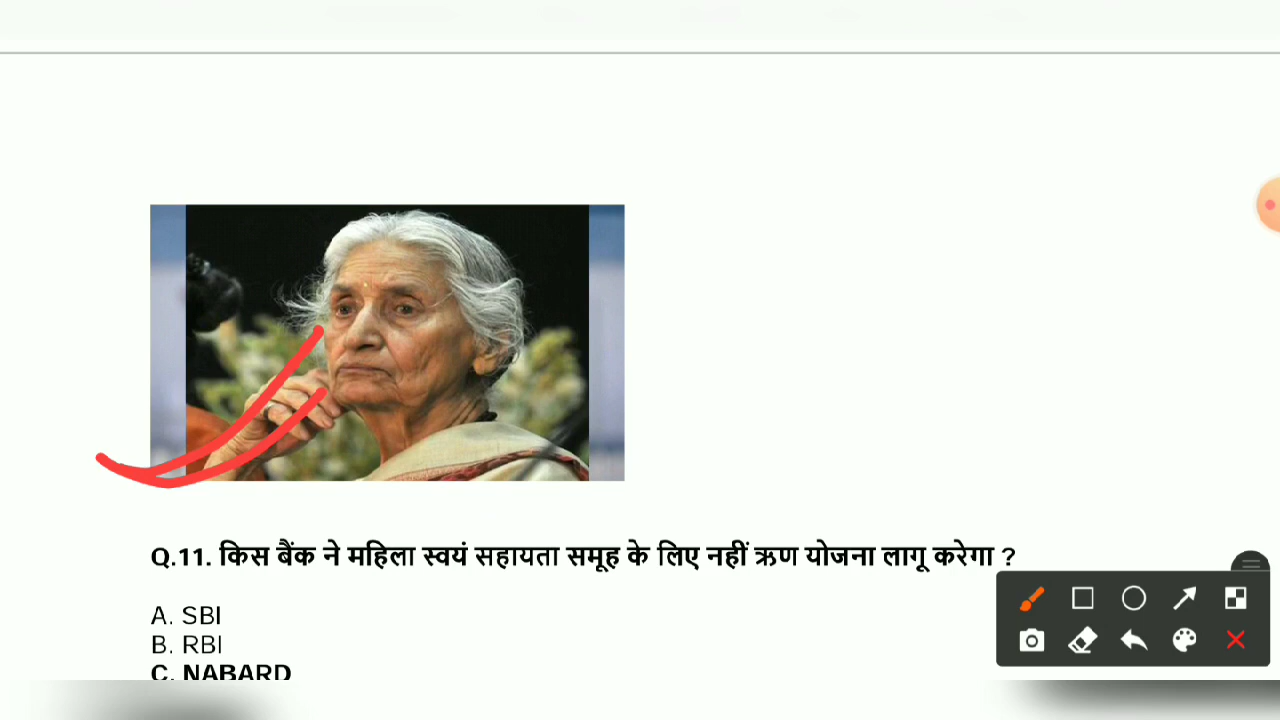 Q.11. किस बैंक ने महिला स्वयं सहायता समूह के लिए नहीं ऋण योजना लागू करेगा ?
A. SBI
B. RBI
C. NABARD